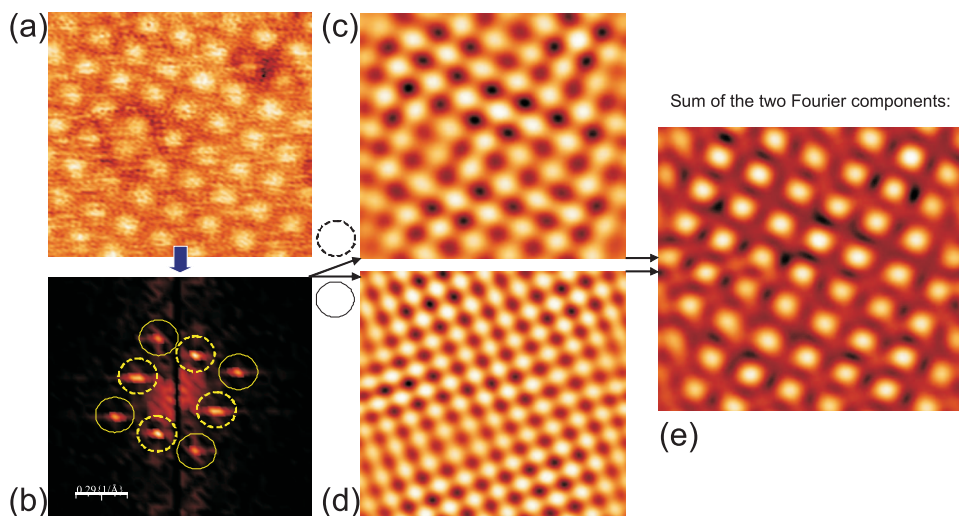 (a)
(c)
Sum of the two Fourier components:
(e)
(b)
0.29 [1/Å]
(d)